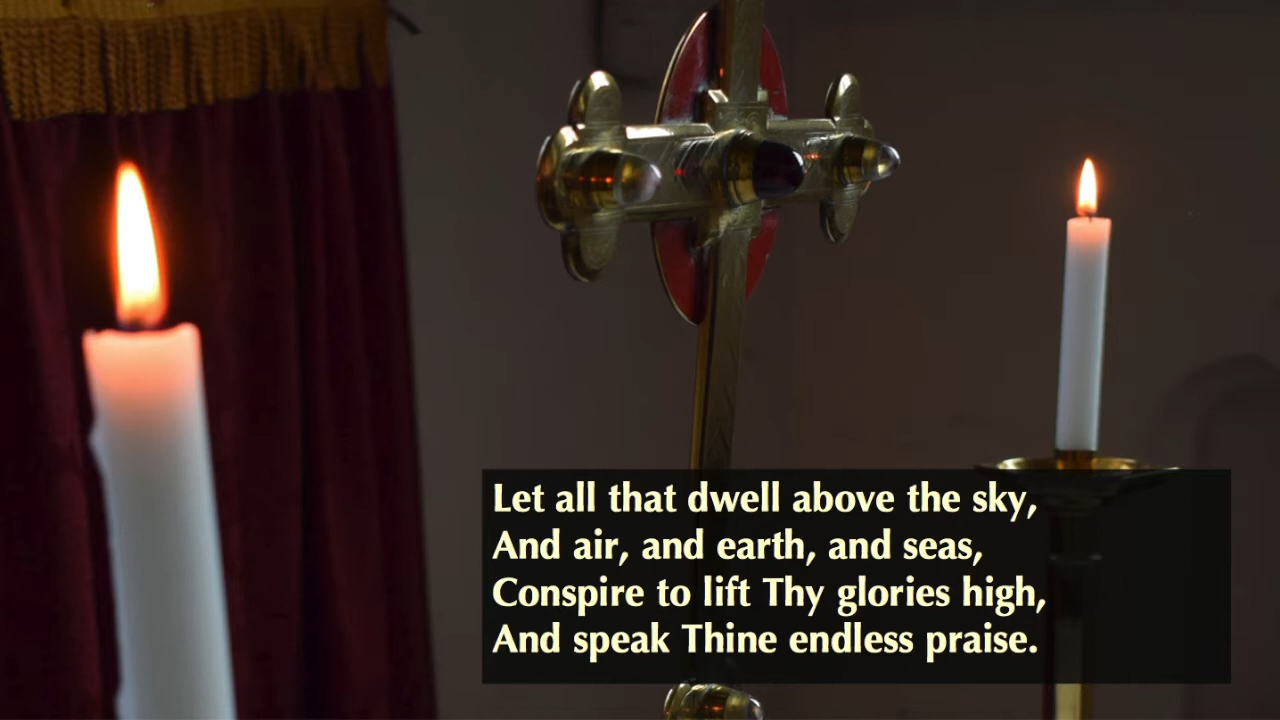 Let all that dwell above the sky,
And air, and earth, and seas,
Conspire to lift Thy glories high,
And speak Thine endless praise.